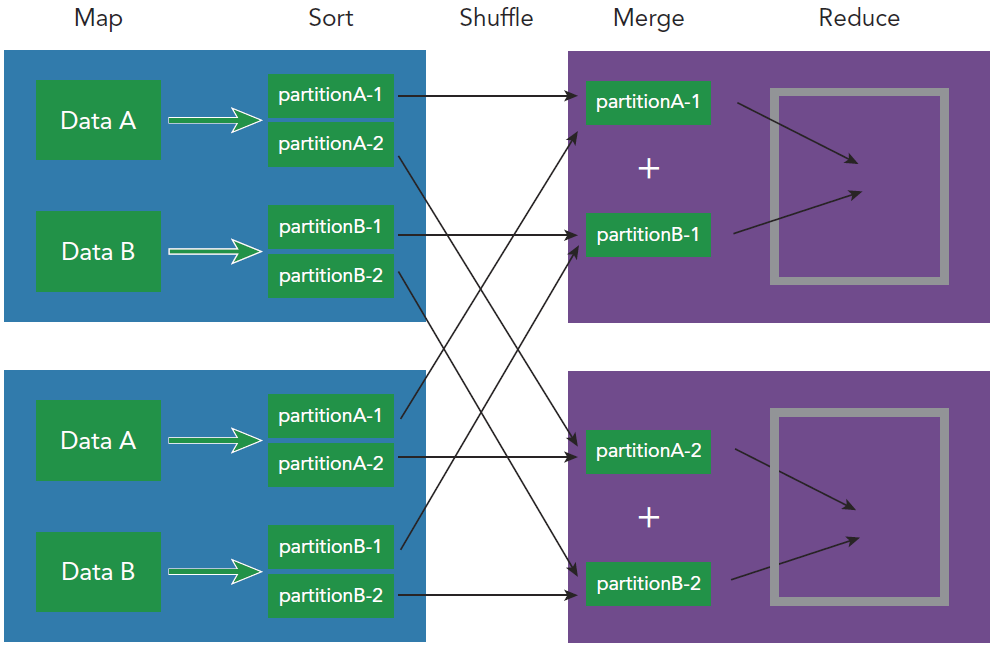 Map Sort Shuffle Merge Reduce
Data A
partitionA-1
partitionA-2
Data B
partitionB-1
partitionB-2
partitionA-1
+
partitionB-1
Data A
partitionA-1
partitionA-2
Data B
partitionB-1
partitionB-2
partitionA-2
+
partitionB-2